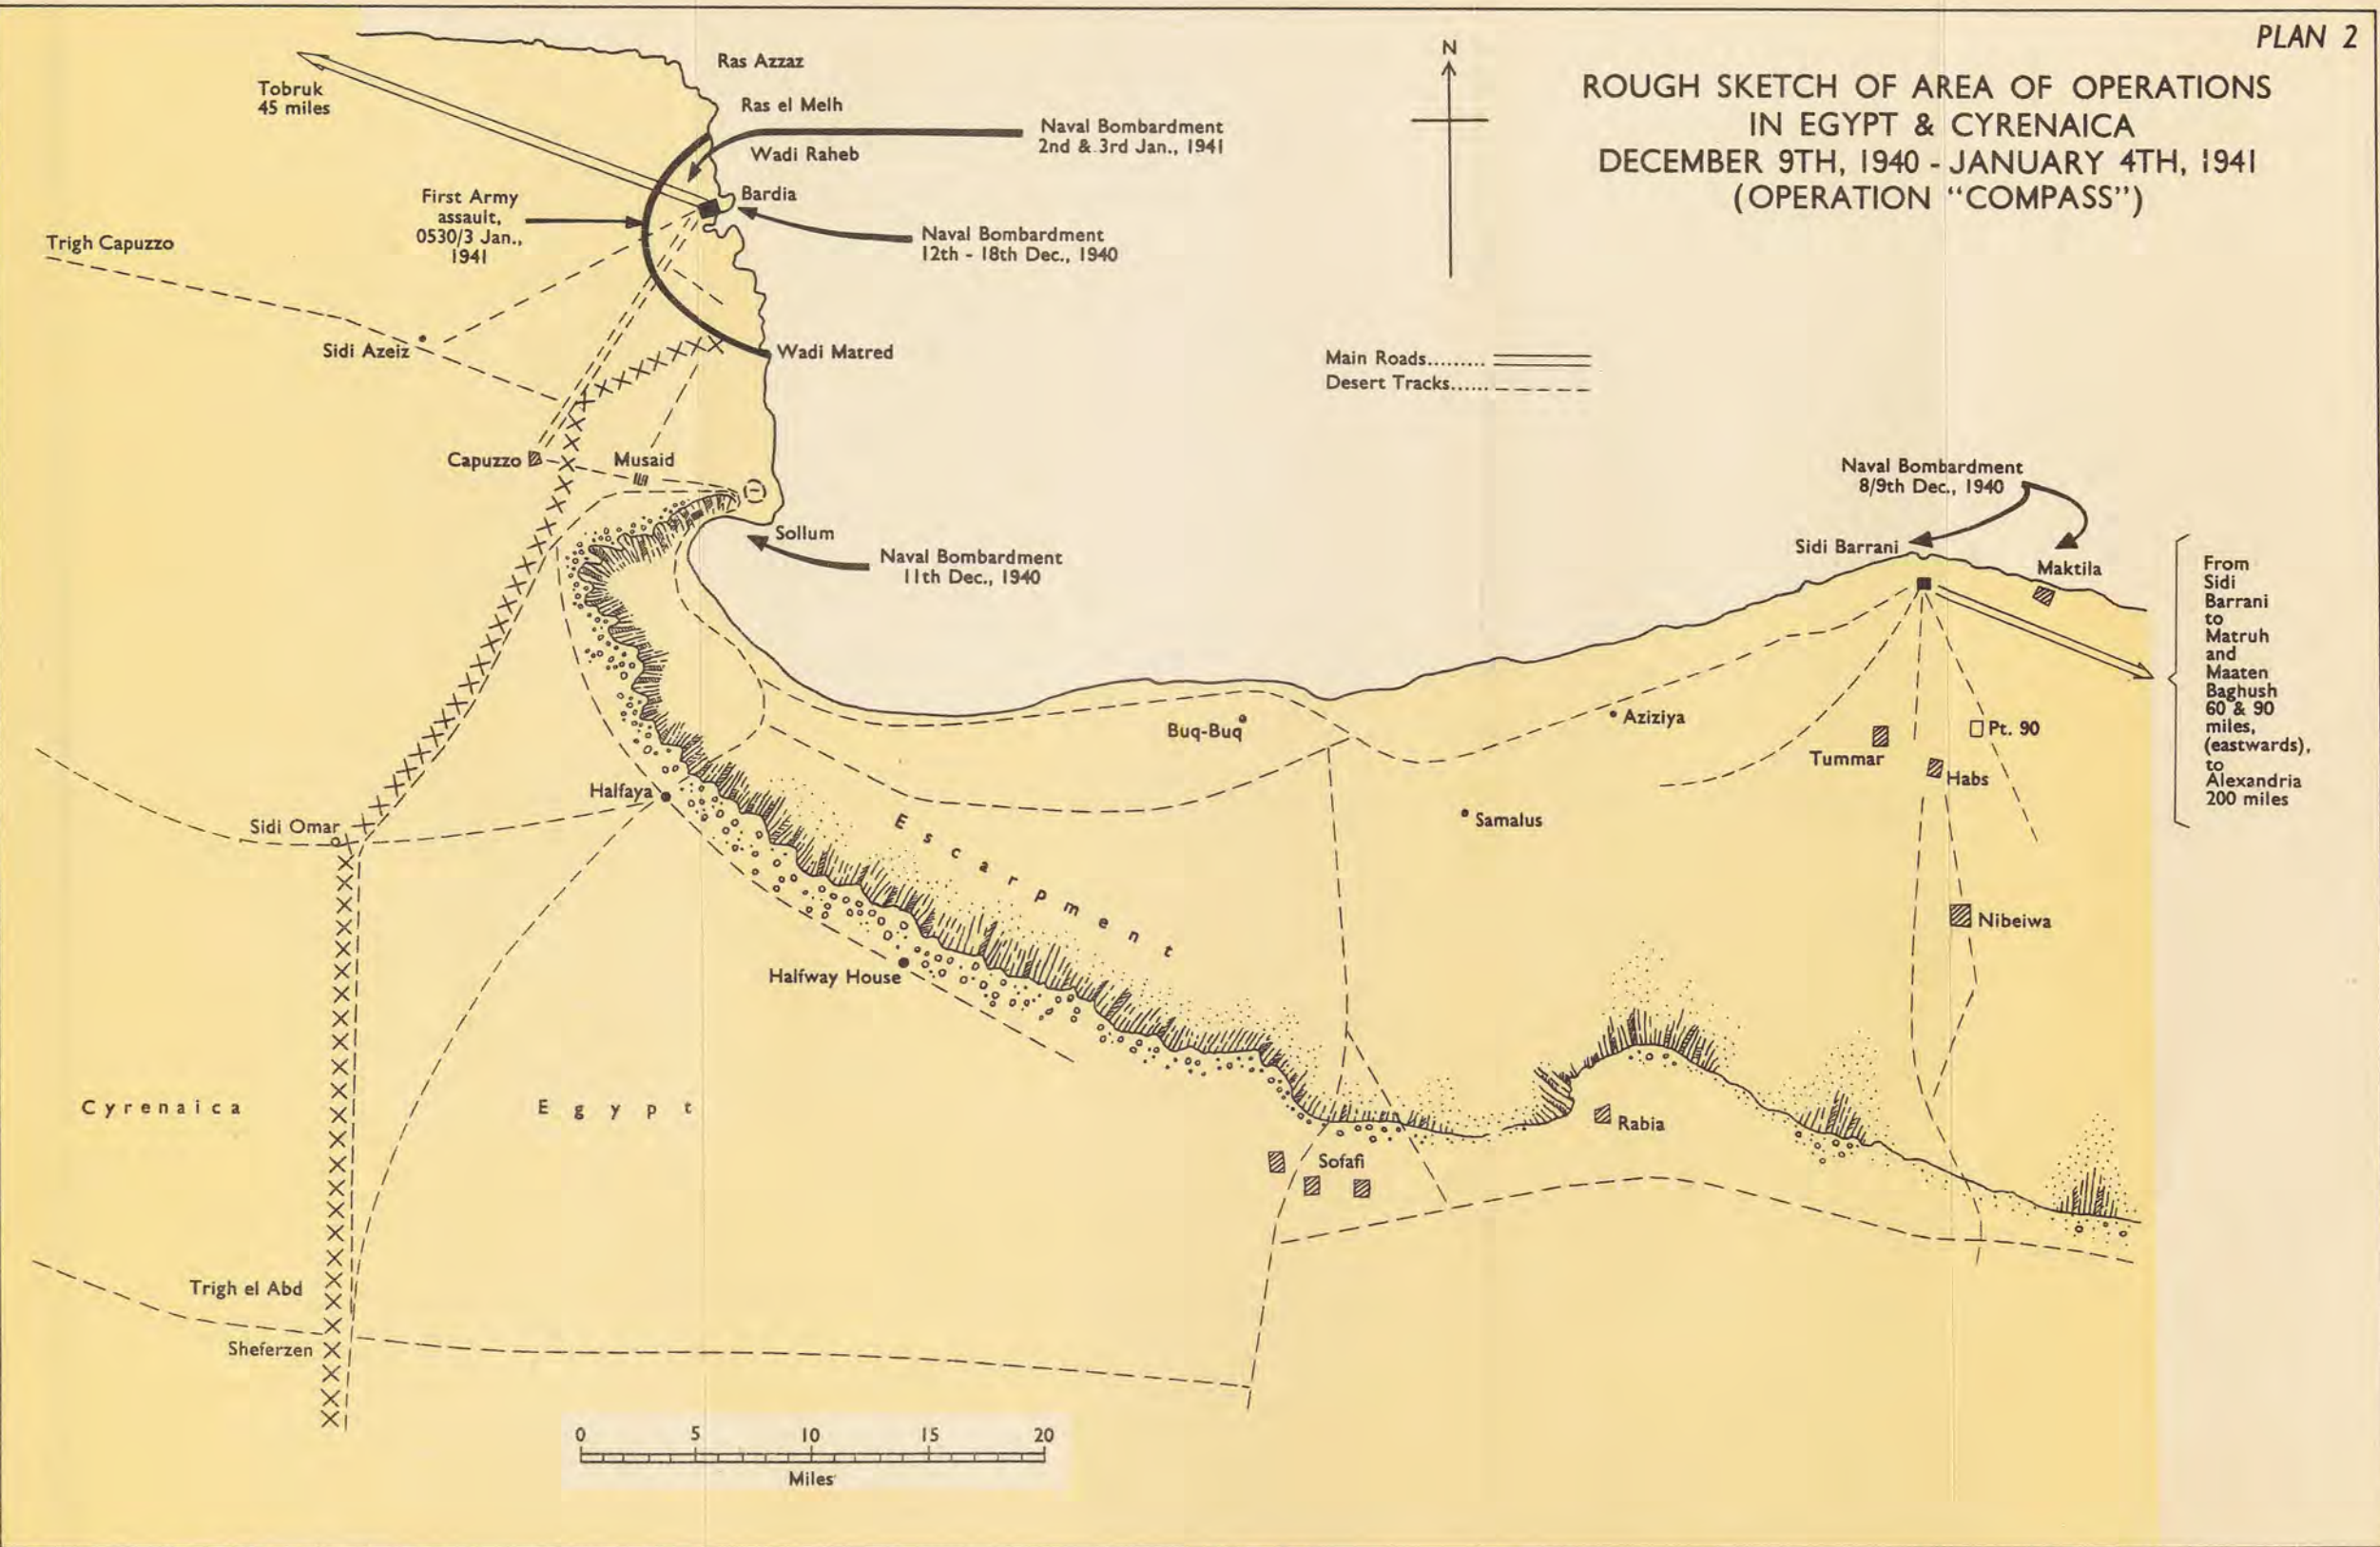 PLAN 2
ROUGH SKETCH OF AREA OF OPERATIONS
IN EGYPT & CYRENAICA
DECEMBER 9TH, 1940 - JANUARY 4TH, 1941
(OPERATION "COMPASS")
N
Tobruk
45 miles
Ras Azzaz
Ras el Melh
Naval Bombardment
2nd & 3rd Jan., 1941
Wadi Raheb
First Army
assault,
0530/3 Jan.,
1941
Bardia
Naval Bombardment
12th - 18th Dec., 1940
Trigh Capuzzo
Sidi Azeiz
Wadi Matred
Main Roads.........
Desert Tracks......
Capuzzo
Musaid
Sollum
Naval Bombardment
11th Dec., 1940
Naval Bombardment
8/9th Dec., 1940
Sidi Barrani
Maktila
From
Sidi
Barrani
to
Matruh
and
Maaten
Baghush
60 & 90
miles,
(eastwards),
to
Alexandria
200 miles
Buq-Buq
Aziziya
Pt. 90
Tummar
Habs
Halfaya
Sidi Omar
Samalus
Escarpment
Nibeiwa
Halfway House
Cyrenaica
Egypt
Rabia
Sofafi
Trigh el Abd
Sheferzen
0 5 10 15 20
Miles